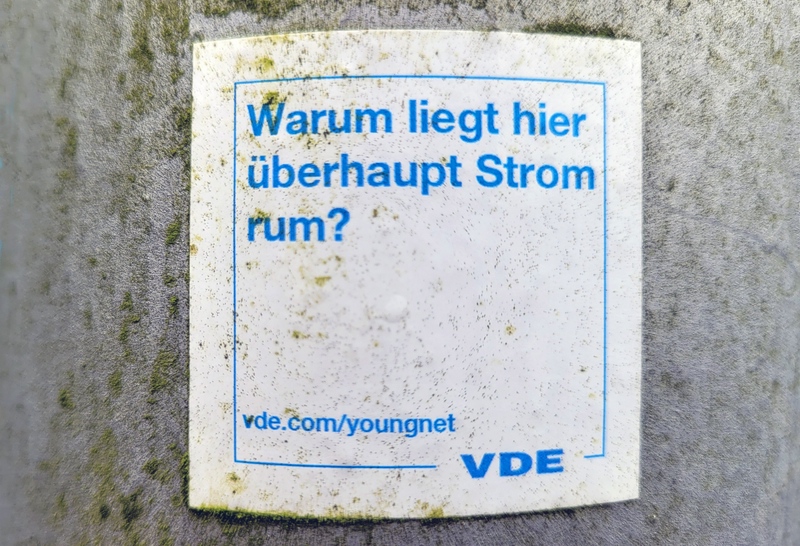 Warum liegt hier
überhaupt Strom
rum?
vde.com/youngnet
VDE